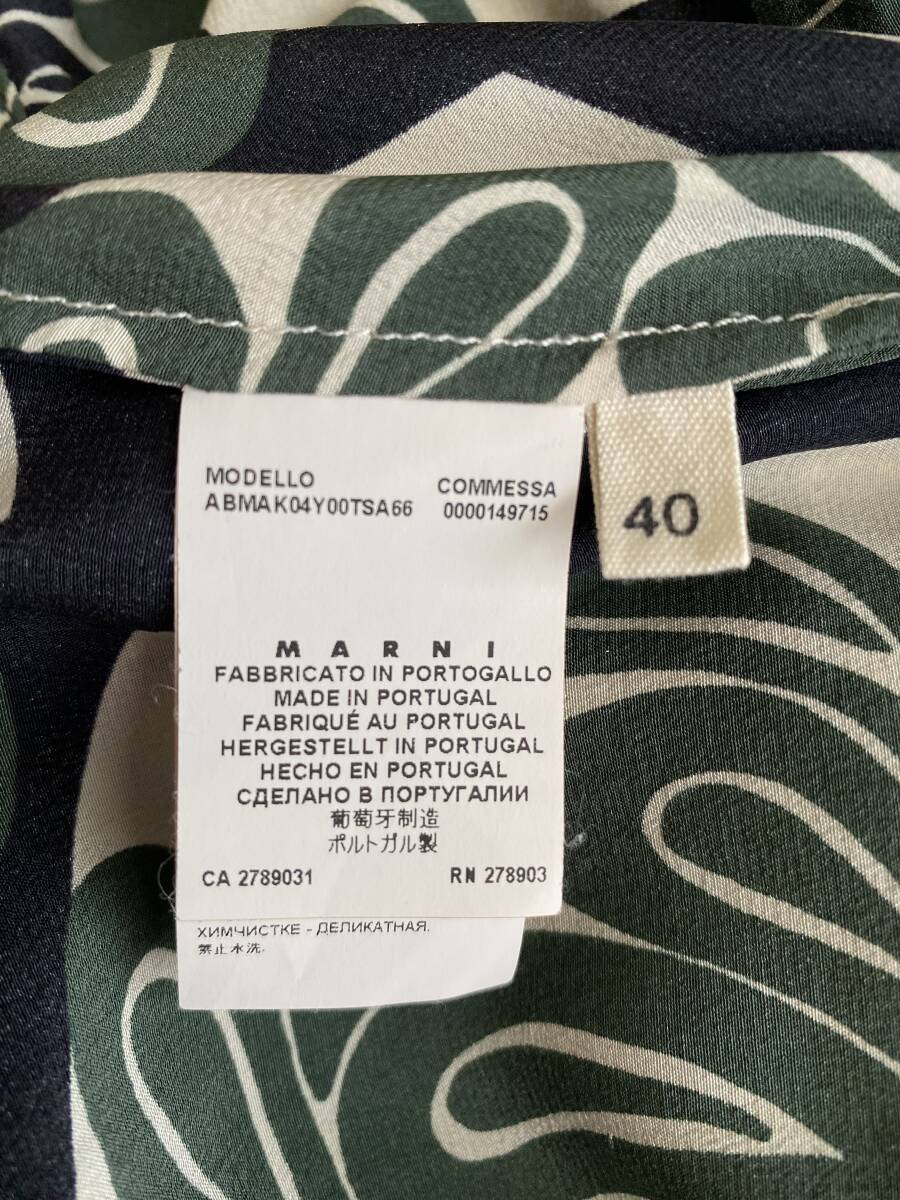 MODELLO COMMESSA
ABMAK04Y00TSA66 0000149715
40
MARNI
FABBRICATO IN PORTOGALLO
MADE IN PORTUGAL
FABRIQUÉ AU PORTUGAL
HERGESTELLT IN PORTUGAL
HECHO EN PORTUGAL
СДЕЛАНО В ПОРТУГАЛИИ
葡萄牙制造
ポルトガル製
CA 2789031 RN 278903
ХИМЧИСТКЕ - ДЕЛИКАТНАЯ.
禁止水洗.